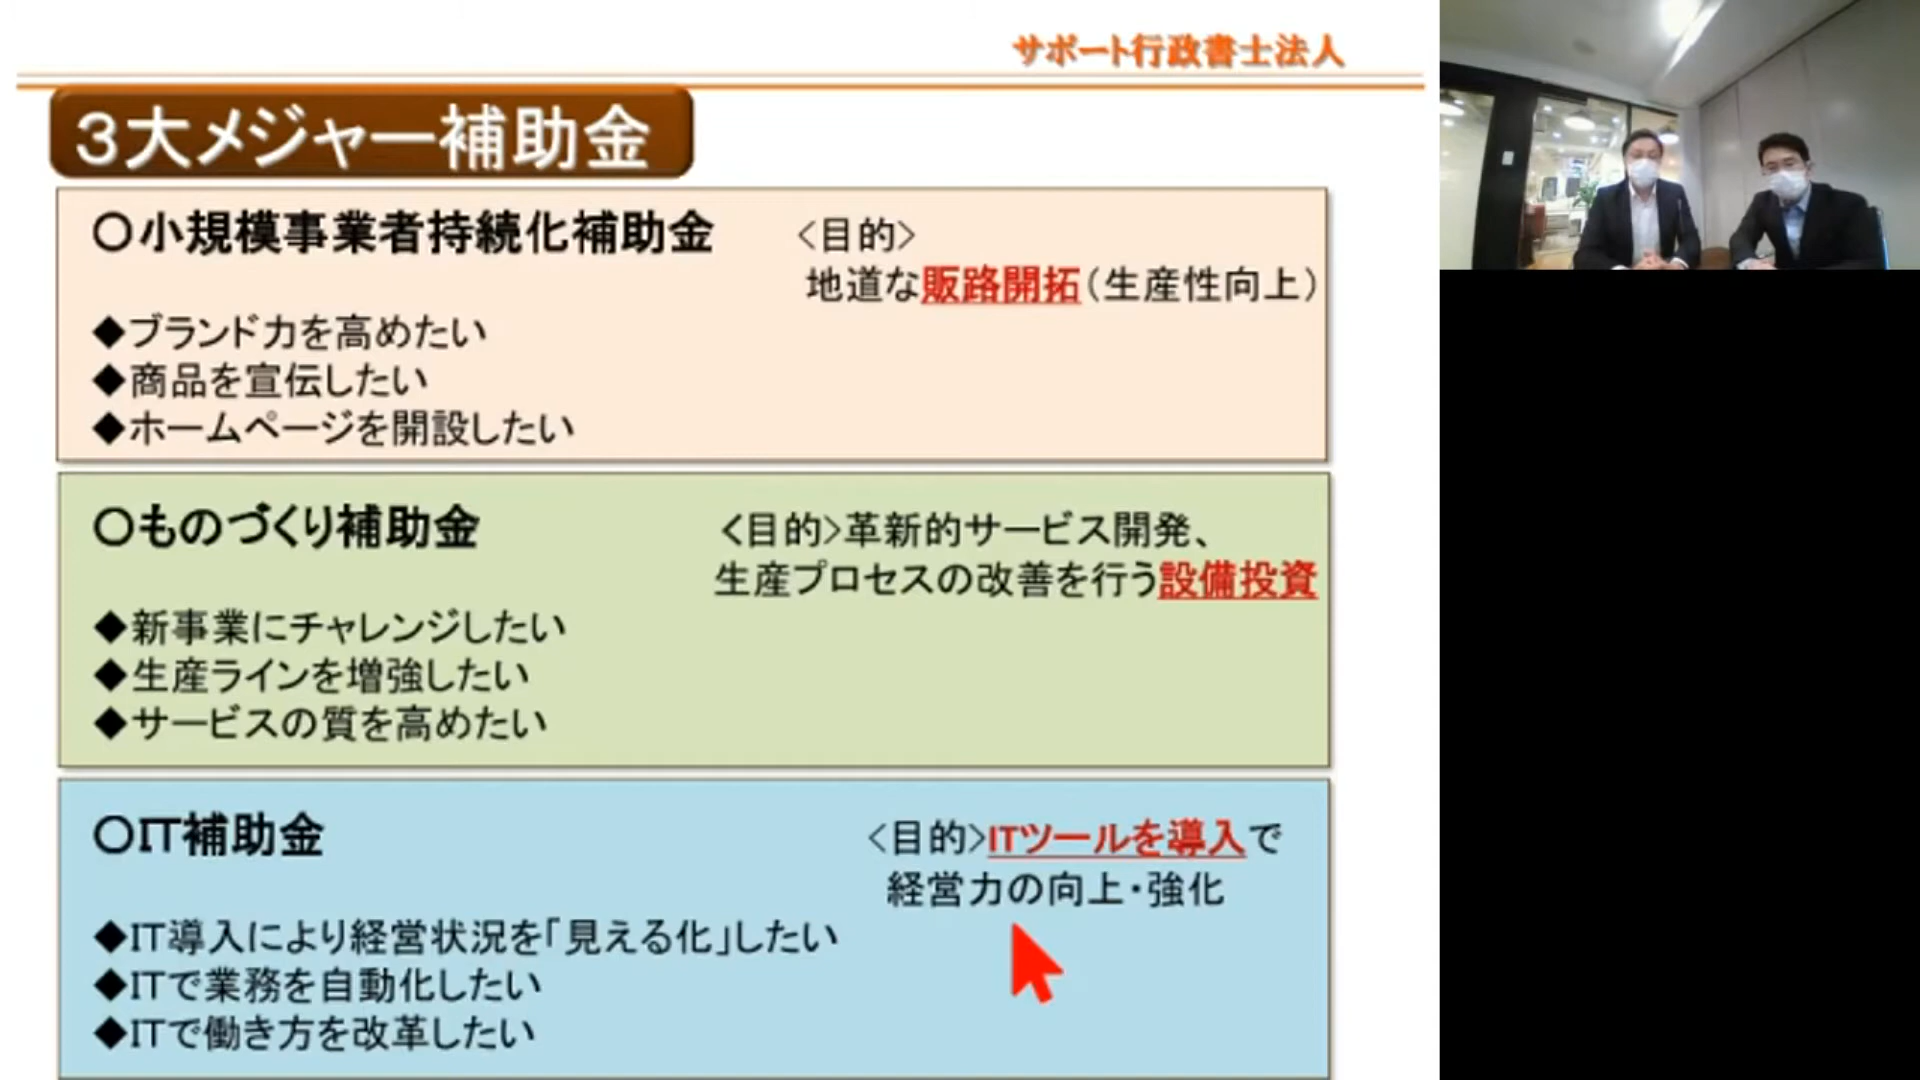 サポート行政書士法人
３大メジャー補助金
〇小規模事業者持続化補助金
<目的>
地道な販路開拓(生産性向上)
◆ブランド力を高めたい
◆商品を宣伝したい
◆ホームページを開設したい
〇ものづくり補助金
<目的>革新的サービス開発、
生産プロセスの改善を行う設備投資
◆新事業にチャレンジしたい
◆生産ラインを増強したい
◆サービスの質を高めたい
〇IT補助金
<目的>ITツールを導入で
経営力の向上・強化
◆IT導入により経営状況を「見える化」したい
◆ITで業務を自動化したい
◆ITで働き方を改革したい